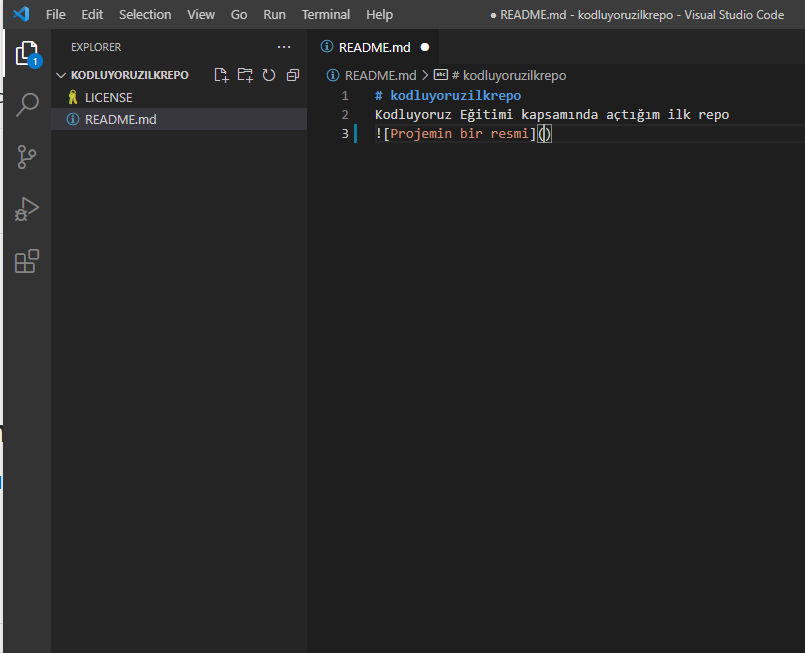 File Edit Selection View Go Run Terminal Help ● README.md - kodluyoruzilkrepo - Visual Studio Code
EXPLORER ···
README.md ●
1
KODLUYORUZILKREPO
README.md > # kodluyoruzilkrepo
LICENSE
README.md
1 # kodluyoruzilkrepo
2 Kodluyoruz Eğitimi kapsamında açtığım ilk repo
3 ![Projemin bir resmi]()